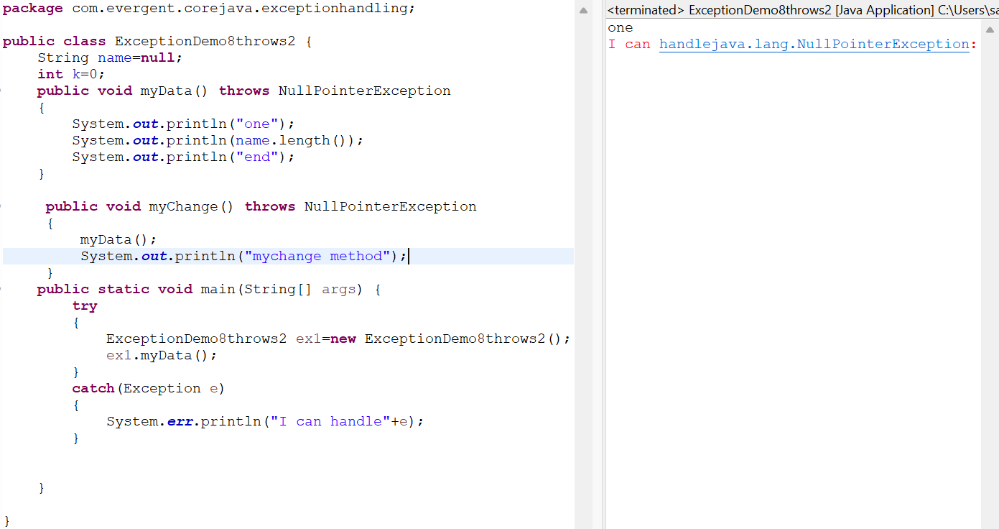 package com.evergent.corejava.exceptionhandling;
public class ExceptionDemo8throws2 {
String name=null;
int k=0;
public void myData() throws NullPointerException
{
System.out.println("one");
System.out.println(name.length());
System.out.println("end");
}
public void myChange() throws NullPointerException
{
myData();
System.out.println("mychange method");
}
public static void main(String[] args) {
try
{
ExceptionDemo8throws2 ex1=new ExceptionDemo8throws2();
ex1.myData();
}
catch(Exception e)
{
System.err.println("I can handle"+e);
}
}
}
<terminated> ExceptionDemo8throws2 [Java Application] C:\Users\sa
one
I can handlejava.lang.NullPointerException: